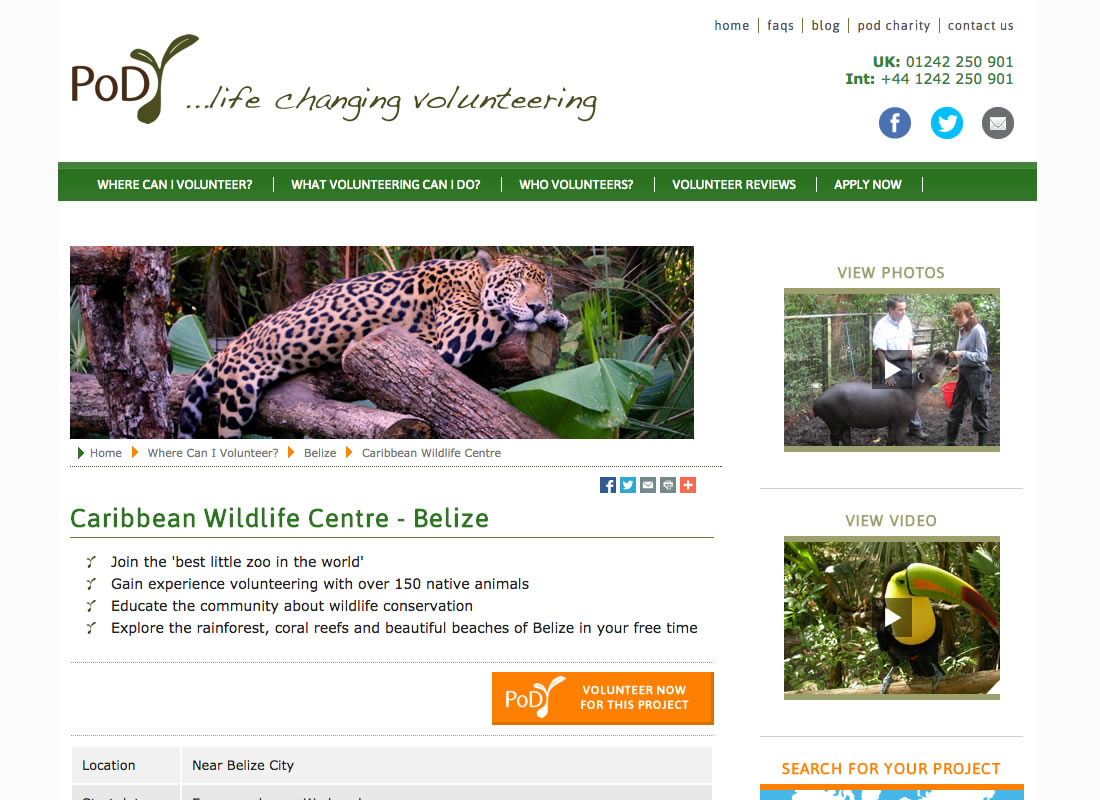 home faqs blog pod charity contact us
PoD ...life changing volunteering
UK: 01242 250 901
Int: +44 1242 250 901
WHERE CAN I VOLUNTEER? WHAT VOLUNTEERING CAN I DO? WHO VOLUNTEERS? VOLUNTEER REVIEWS APPLY NOW
VIEW PHOTOS
Home Where Can I Volunteer? Belize Caribbean Wildlife Centre
Caribbean Wildlife Centre - Belize
Join the 'best little zoo in the world'
Gain experience volunteering with over 150 native animals
Educate the community about wildlife conservation
Explore the rainforest, coral reefs and beautiful beaches of Belize in your free time
VIEW VIDEO
PoD VOLUNTEER NOW
FOR THIS PROJECT
Location Near Belize City
SEARCH FOR YOUR PROJECT